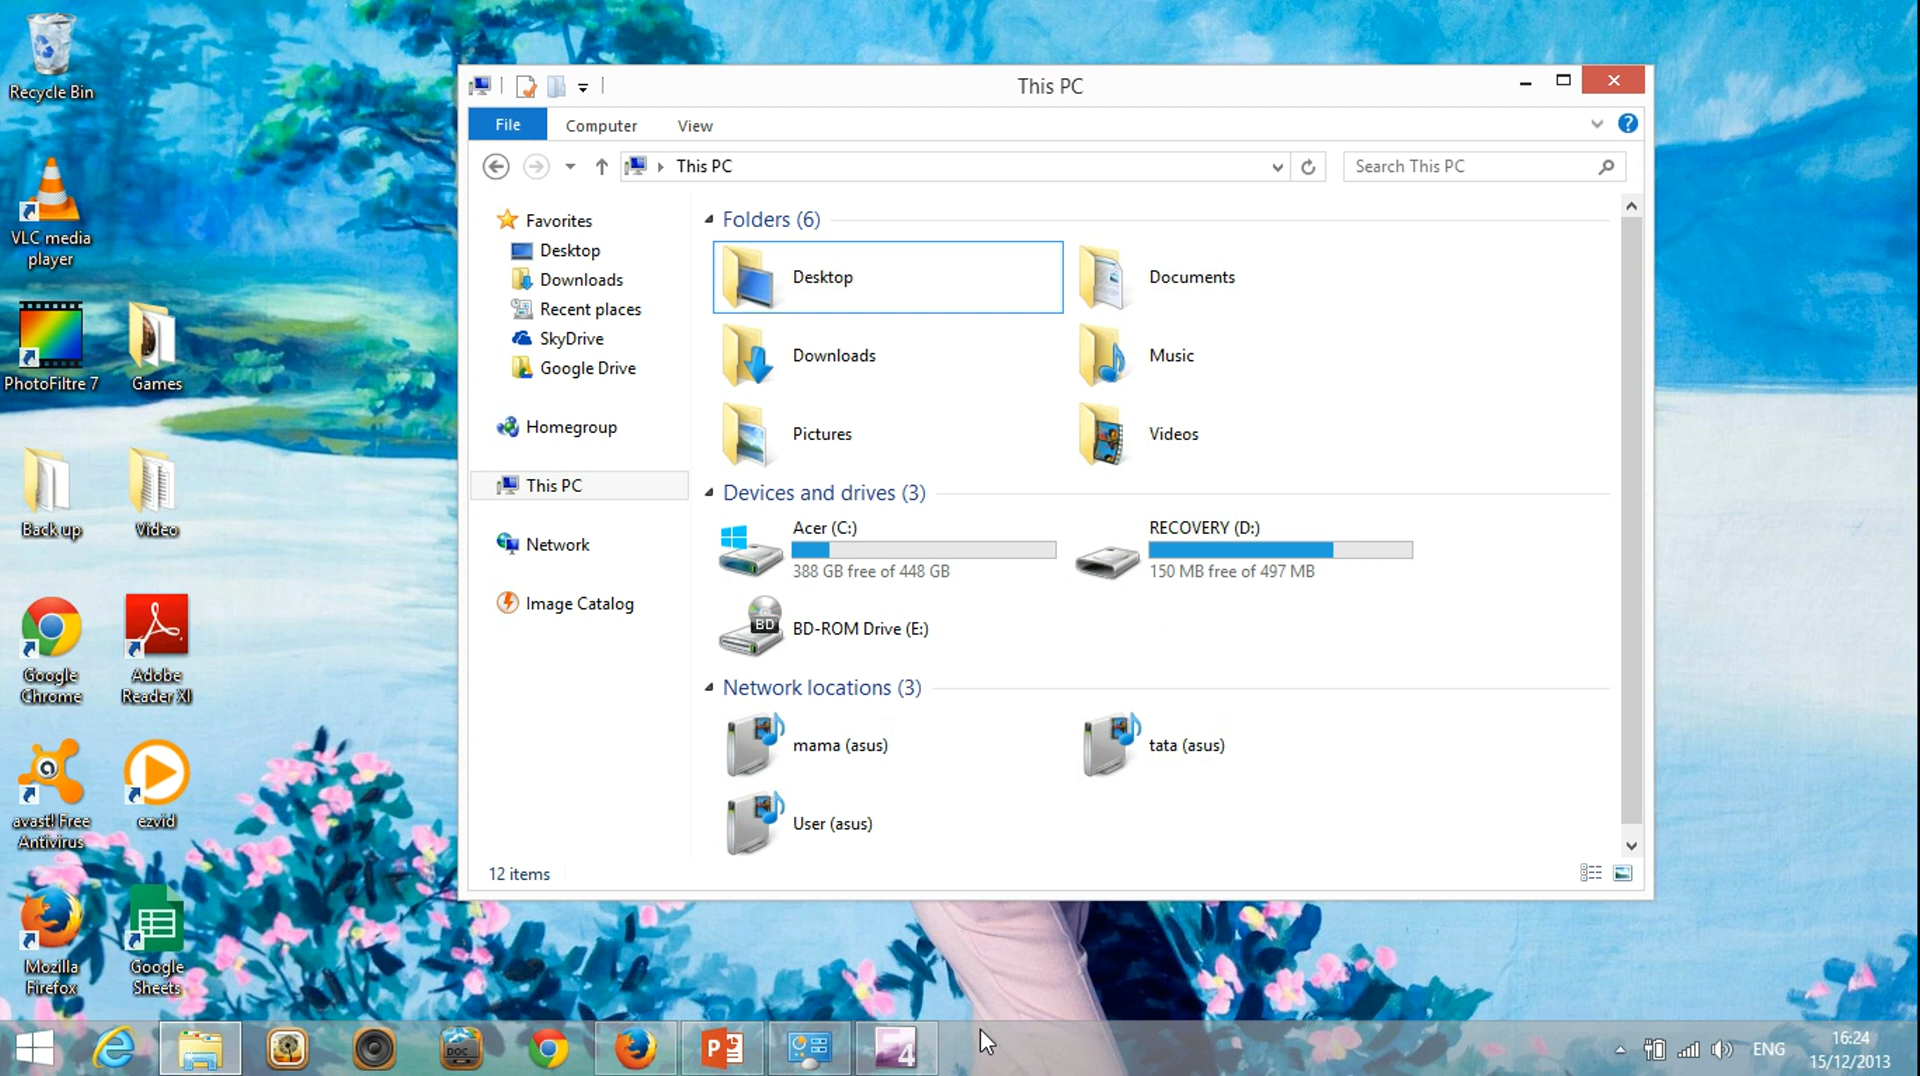 Recycle Bin
VLC media
player
PhotoFiltre 7
Games
Back up
Video
Google
Chrome
Adobe
Reader XI
avast! Free
Antivirus
ezvid
Mozilla
Firefox
Google
Sheets
This PC
File
Computer
View
This PC
Search This PC
Favorites
Desktop
Downloads
Recent places
SkyDrive
Google Drive
Homegroup
This PC
Network
Image Catalog
Folders (6)
Desktop
Documents
Downloads
Music
Pictures
Videos
Devices and drives (3)
Acer (C:)
388 GB free of 448 GB
RECOVERY (D:)
150 MB free of 497 MB
BD
BD-ROM Drive (E:)
Network locations (3)
mama (asus)
tata (asus)
User (asus)
12 items
DOC
P
4
ENG
16:24
15/12/2013